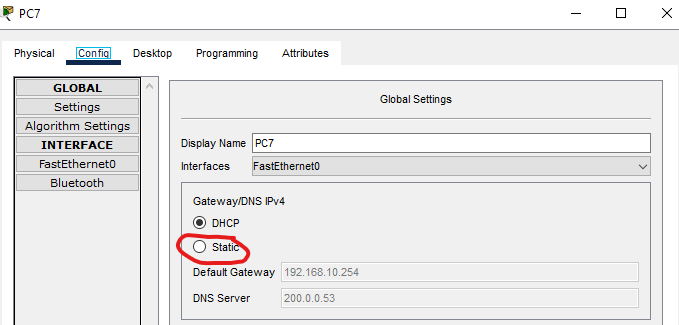 PC7
Physical Config Desktop Programming Attributes
GLOBAL
Settings
Algorithm Settings
INTERFACE
FastEthernet0
Bluetooth
Global Settings
Display Name PC7
Interfaces FastEthernet0
Gateway/DNS IPv4
DHCP
Static
Default Gateway 192.168.10.254
DNS Server 200.0.0.53